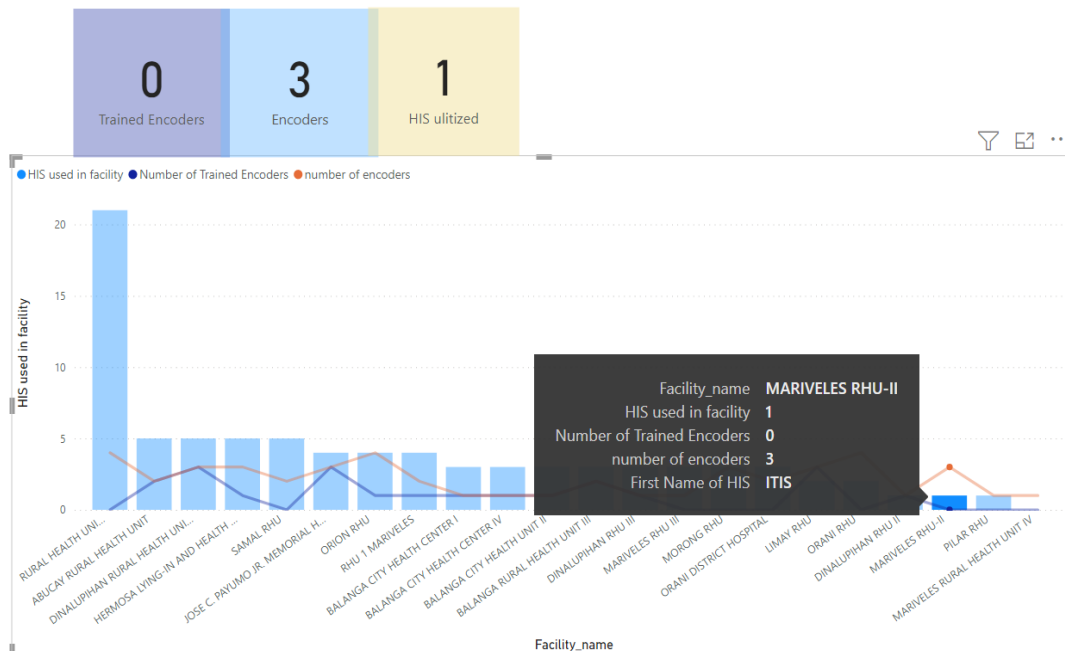 0
Trained Encoders
3
Encoders
1
HIS ulitized
HIS used in facility
Number of Trained Encoders
number of encoders
HIS used in facility
20
15
10
5
0
Facility_name MARIVELES RHU-II
HIS used in facility 1
Number of Trained Encoders 0
number of encoders 3
First Name of HIS ITIS
RURAL HEALTH UNI...
ABUCAY RURAL HEALTH UNIT
DINALUPIHAN RURAL HEALTH UNI...
HERMOSA LYING-IN AND HEALTH ...
SAMAL RHU
JOSE C. PAYUMO JR. MEMORIAL H...
ORION RHU
RHU 1 MARIVELES
BALANGA CITY HEALTH CENTER I
BALANGA CITY HEALTH CENTER IV
BALANGA CITY HEALTH UNIT II
BALANGA RURAL HEALTH UNIT III
DINALUPIHAN RHU III
MARIVELES RHU III
MORONG RHU
ORANI DISTRICT HOSPITAL
LIMAY RHU
ORANI RHU
DINALUPIHAN RHU II
MARIVELES RHU-II
PILAR RHU
MARIVELES RURAL HEALTH UNIT IV
Facility_name